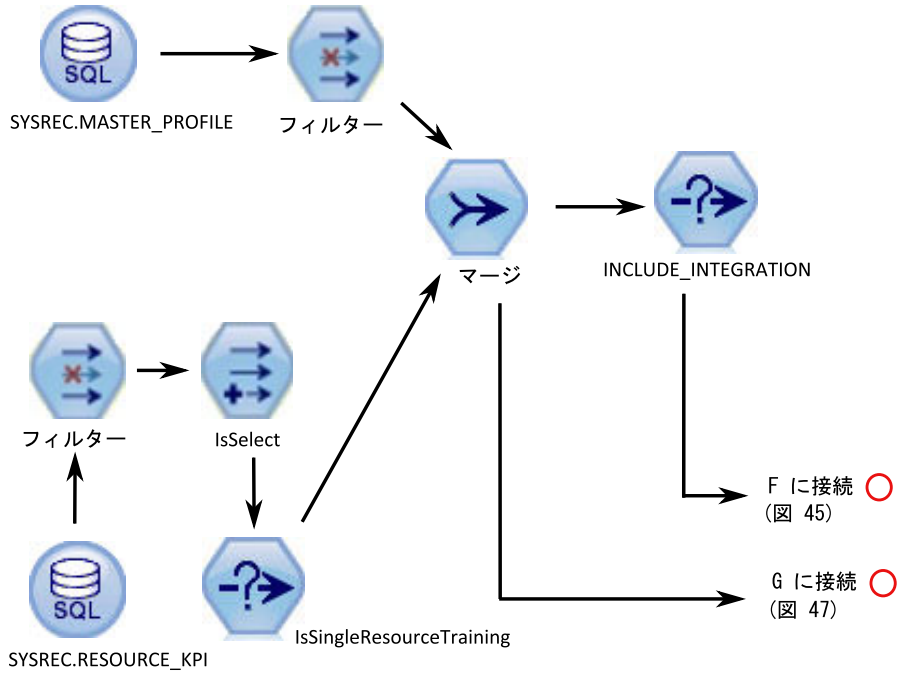 SQL
SYSREC.MASTER_PROFILE
フィルター
マージ
INCLUDE_INTEGRATION
フィルター
IsSelect
F に接続
(図 45)
G に接続
(図 47)
SQL
SYSREC.RESOURCE_KPI
IsSingleResourceTraining